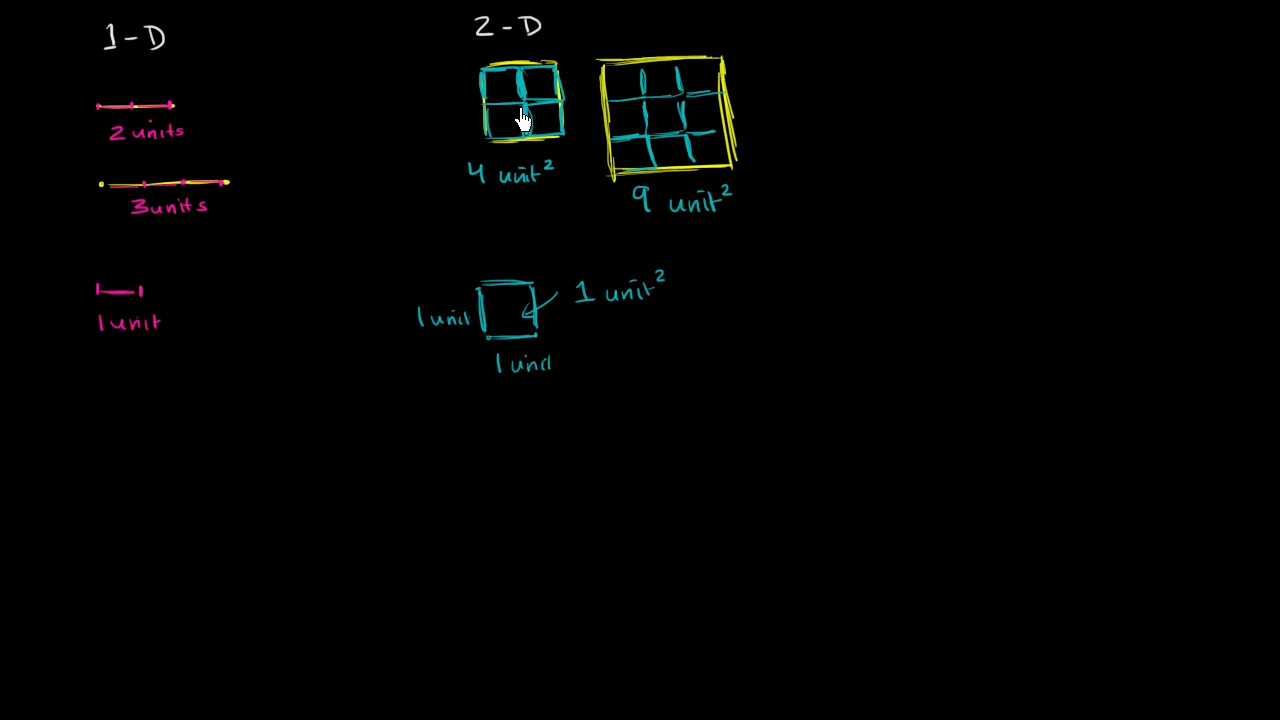 1-D
2 units
3units
1 unit
2-D
4 unit²
9 unit²
1 unit²
1 unit
1 unit